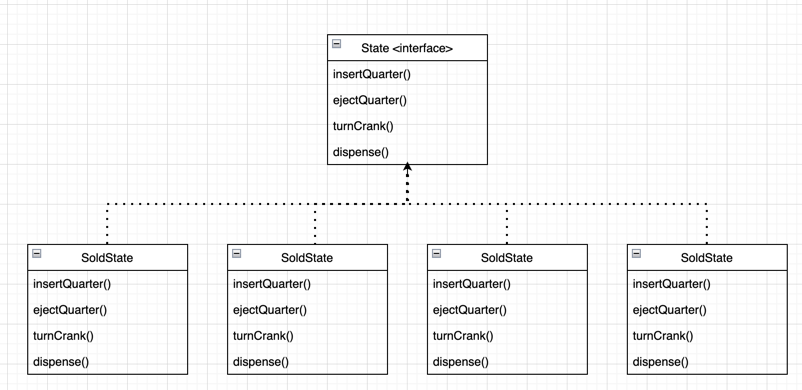 State <interface>
insertQuarter()
ejectQuarter()
turnCrank()
dispense()
SoldState
insertQuarter()
ejectQuarter()
turnCrank()
dispense()
SoldState
insertQuarter()
ejectQuarter()
turnCrank()
dispense()
SoldState
insertQuarter()
ejectQuarter()
turnCrank()
dispense()
SoldState
insertQuarter()
ejectQuarter()
turnCrank()
dispense()